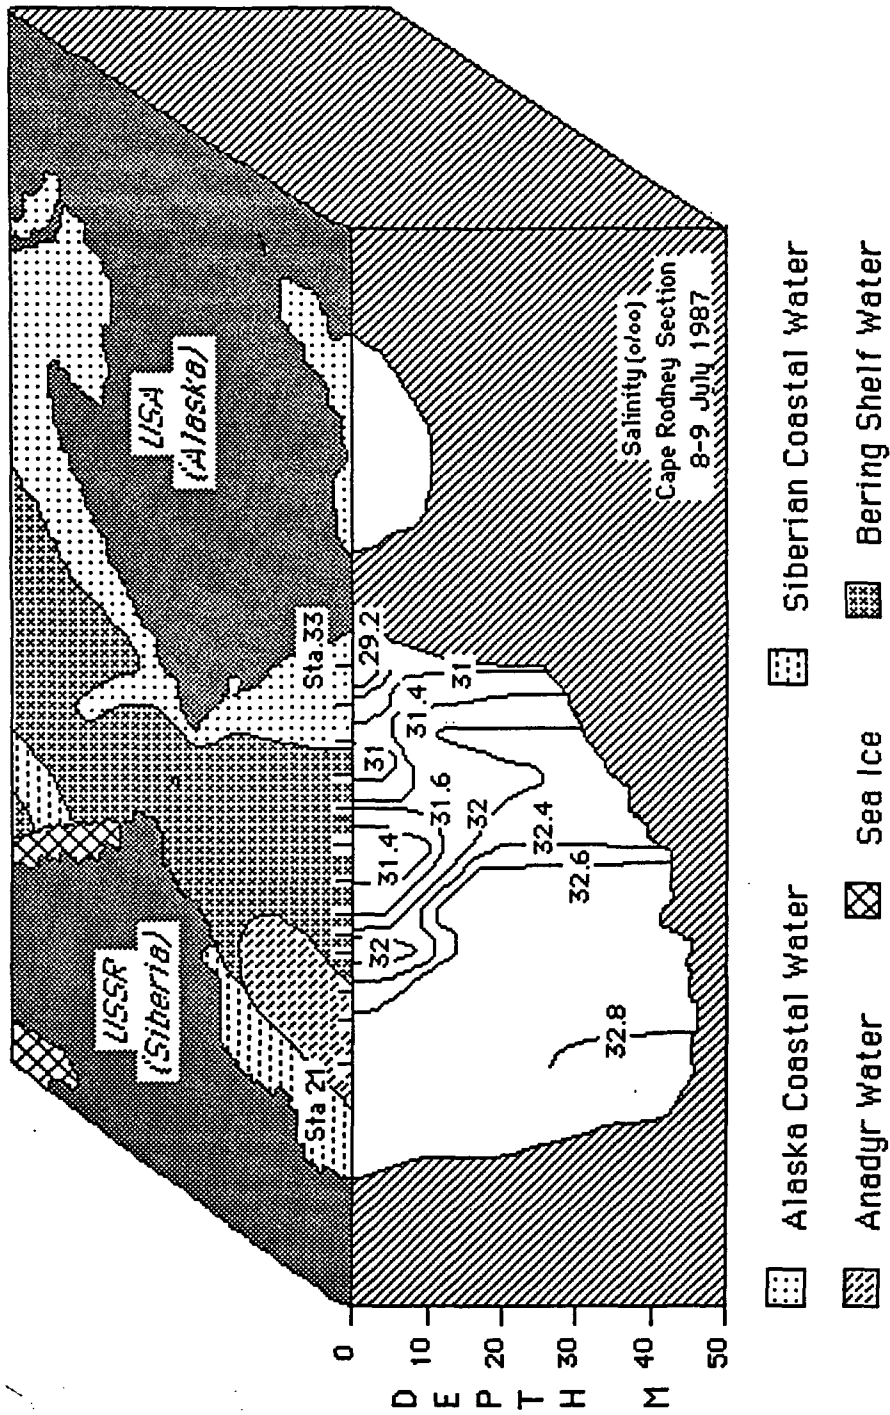 USSR
(Siberia)
USA
(Alaska)
Sta 21
Sta 33
0
10
20
30
40
50
DEPTH M
32
31.4
31.6
31
31.4
29.2
31
32
32.4
32.6
32.8
Salinity (o/oo)
Cape Rodney Section
8-9 July 1987
Alaska Coastal Water
Siberian Coastal Water
Anadyr Water
Sea Ice
Bering Shelf Water